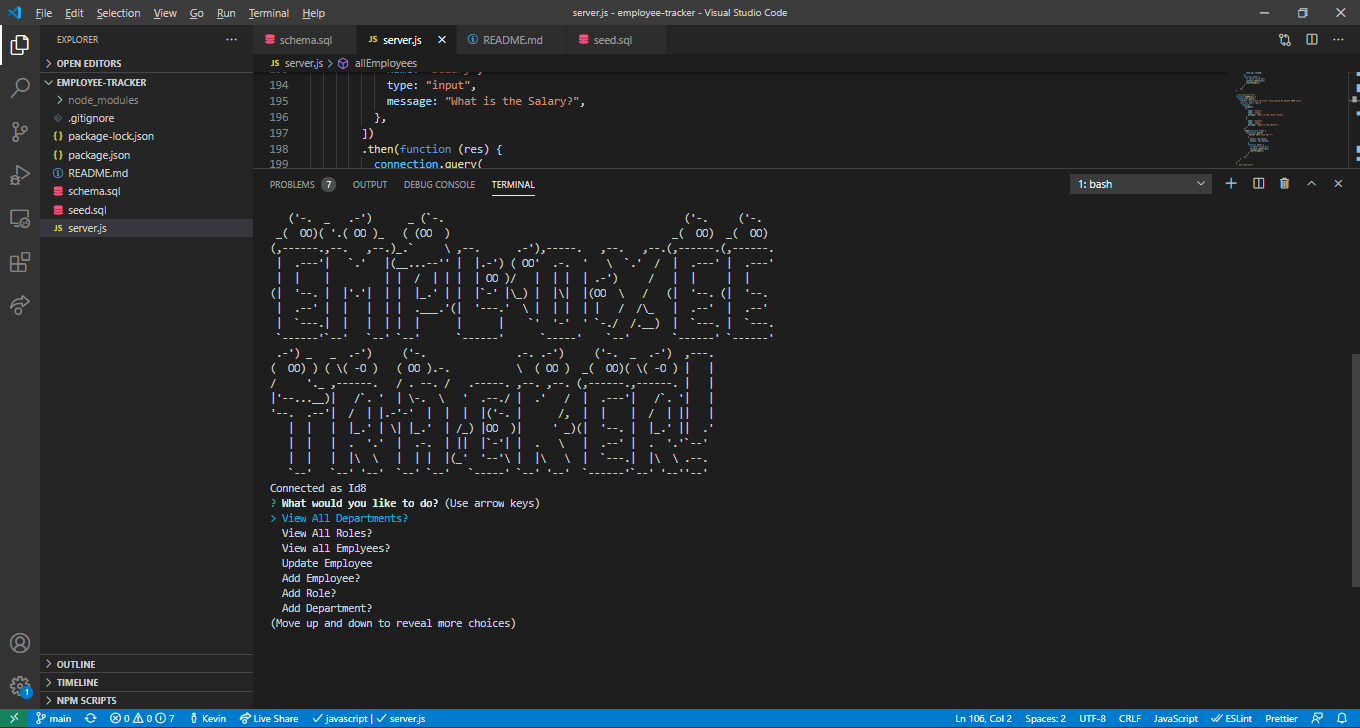 File Edit Selection View Go Run Terminal Help
server.js - employee-tracker - Visual Studio Code
EXPLORER
OPEN EDITORS
EMPLOYEE-TRACKER
node_modules
.gitignore
package-lock.json
package.json
README.md
schema.sql
seed.sql
JS server.js
OUTLINE
TIMELINE
NPM SCRIPTS
schema.sql JS server.js README.md seed.sql
JS server.js > allEmployees
194 type: "input",
195 message: "What is the Salary?",
196 },
197 ])
198 .then(function (res) {
199 connection.query(
PROBLEMS 7 OUTPUT DEBUG CONSOLE TERMINAL
1: bash
EMPLOYEE
TRACKER
Connected as Id8
? What would you like to do? (Use arrow keys)
> View All Departments?
View All Roles?
View all Emplyees?
Update Employee
Add Employee?
Add Role?
Add Department?
(Move up and down to reveal more choices)
1
main 0 0 7 Kevin Live Share javascript | server.js
Ln 106, Col 2 Spaces: 2 UTF-8 CRLF JavaScript ESLint Prettier